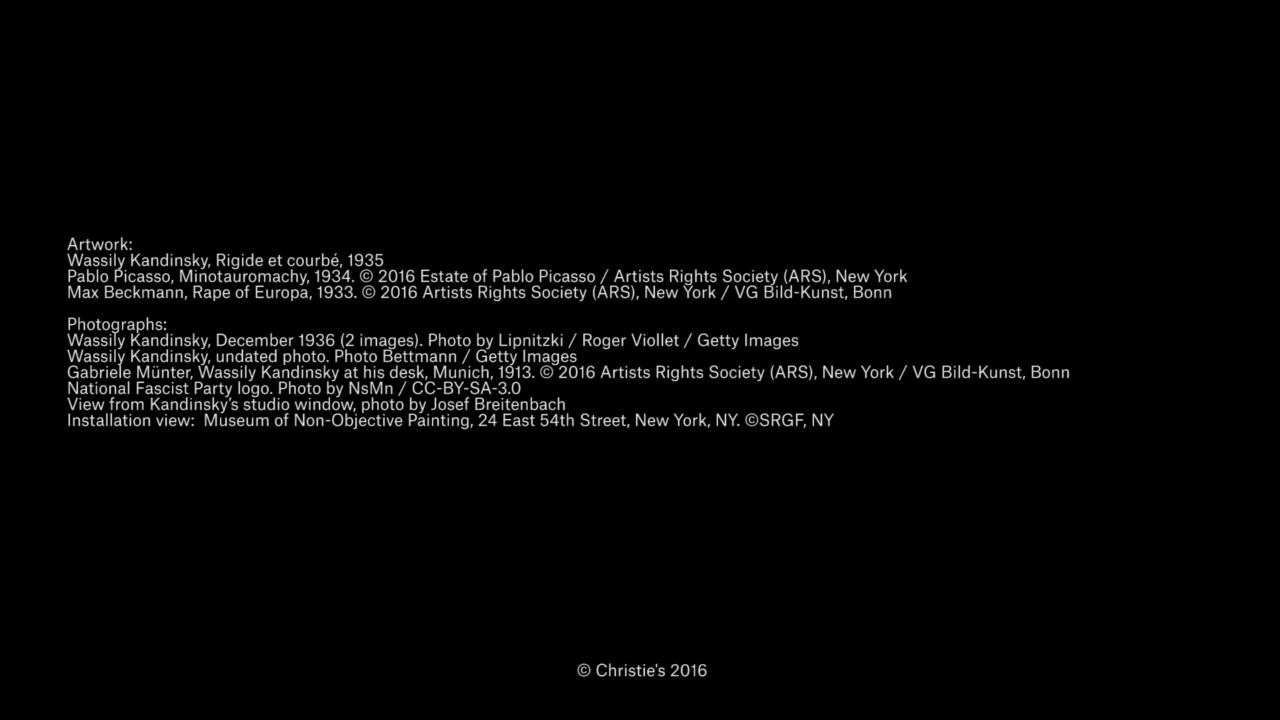 Artwork:
Wassily Kandinsky, Rigide et courbé, 1935
Pablo Picasso, Minotauromachy, 1934. © 2016 Estate of Pablo Picasso / Artists Rights Society (ARS), New York
Max Beckmann, Rape of Europa, 1933. © 2016 Artists Rights Society (ARS), New York / VG Bild-Kunst, Bonn
Photographs:
Wassily Kandinsky, December 1936 (2 images). Photo by Lipnitzki / Roger Viollet / Getty Images
Wassily Kandinsky, undated photo. Photo Bettmann / Getty Images
Gabriele Münter, Wassily Kandinsky at his desk, Munich, 1913. © 2016 Artists Rights Society (ARS), New York / VG Bild-Kunst, Bonn
National Fascist Party logo. Photo by NsMn / CC-BY-SA-3.0
View from Kandinsky's studio window, photo by Josef Breitenbach
Installation view:  Museum of Non-Objective Painting, 24 East 54th Street, New York, NY. ©SRGF, NY
© Christie's 2016